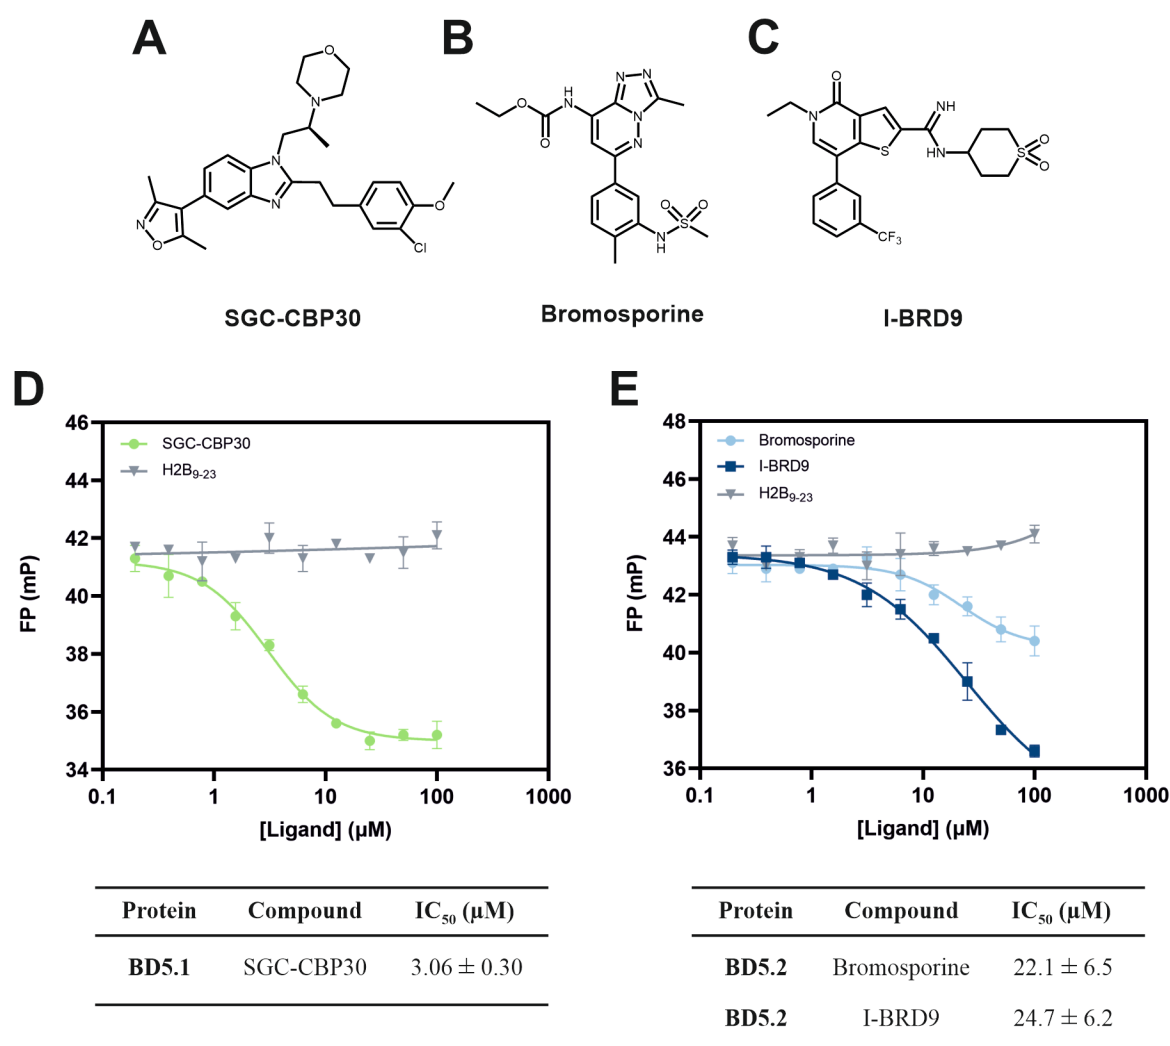 A
B
C
O
N
N
N
N
O
Cl
O
N
O
H
N
O
N
N
N
N
O
O
S
N
H
O
N
S
NH
HN
S
O
O
CF3
SGC-CBP30
Bromosporine
I-BRD9
D
E
46
44
42
40
38
36
34
FP (mP)
SGC-CBP30
H2B9-23
0.1 1 10 100 1000
[Ligand] (µM)
48
46
44
42
40
38
36
FP (mP)
Bromosporine
I-BRD9
H2B9-23
0.1 1 10 100 1000
[Ligand] (µM)
Protein Compound IC50 (µM)
BD5.1 SGC-CBP30 3.06 ± 0.30
Protein Compound IC50 (µM)
BD5.2 Bromosporine 22.1 ± 6.5
BD5.2 I-BRD9 24.7 ± 6.2